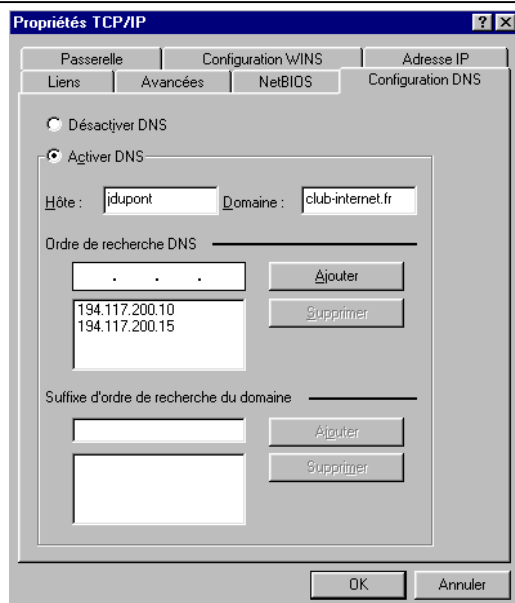 Propriétés TCP/IP
Passerelle Configuration WINS Adresse IP
Liens Avancées NetBIOS Configuration DNS
Désactiver DNS
Activer DNS
Hôte : jdupont Domaine : club-internet.fr
Ordre de recherche DNS
. . . Ajouter
194.117.200.10 Supprimer
194.117.200.15
Suffixe d'ordre de recherche du domaine
Ajouter
Supprimer
OK Annuler